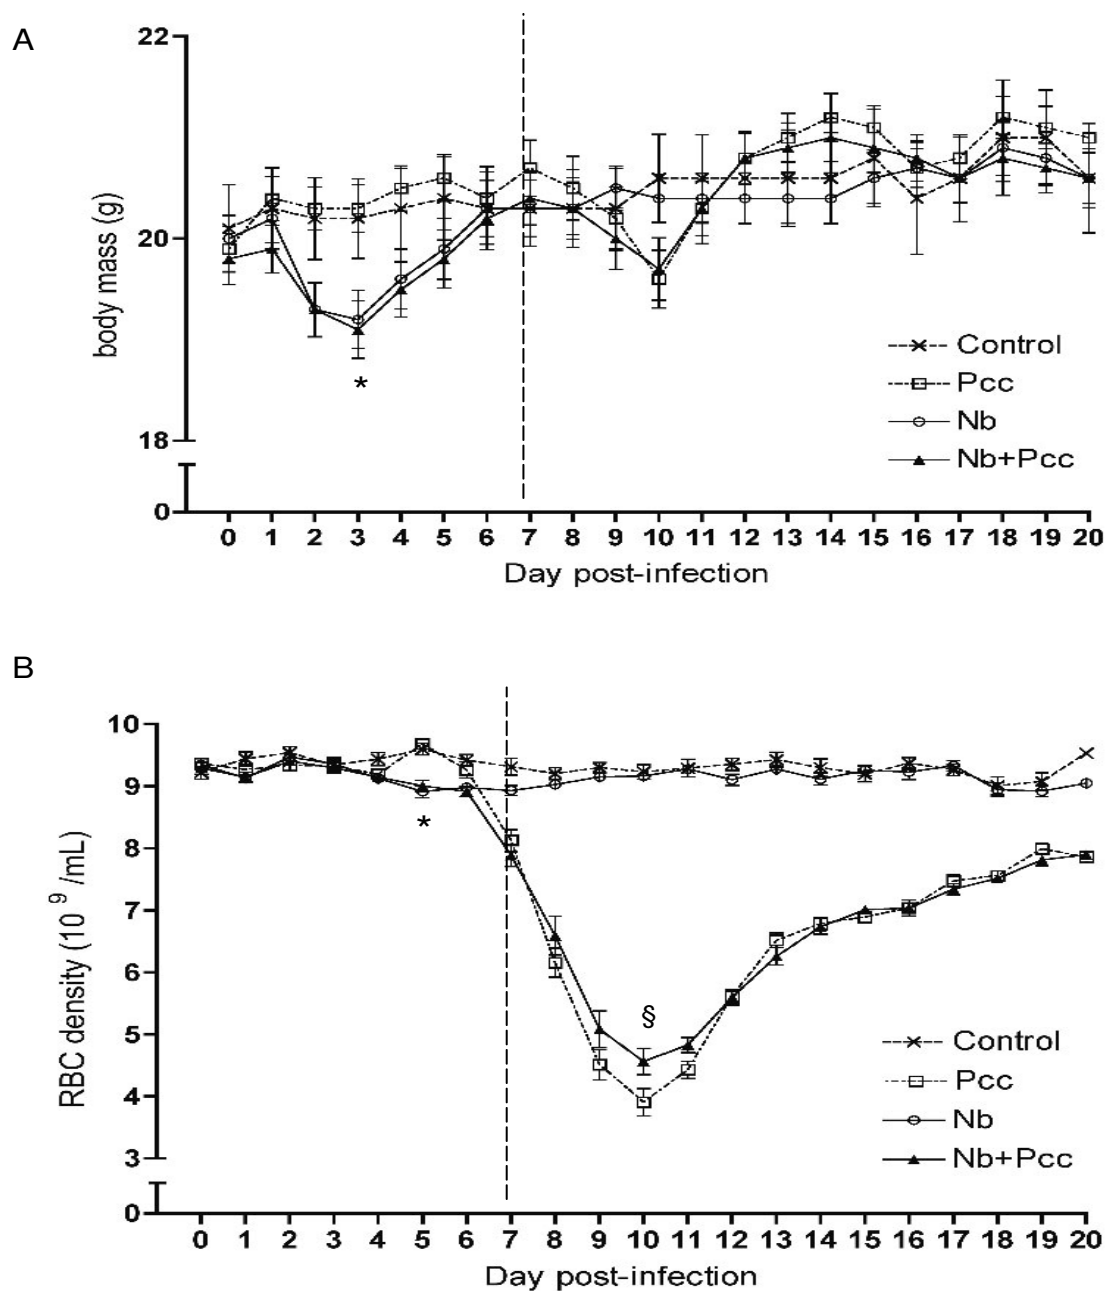 A
22
20
18
0
body mass (g)
*
Control
Pcc
Nb
Nb+Pcc
0 1 2 3 4 5 6 7 8 9 10 11 12 13 14 15 16 17 18 19 20
Day post-infection
B
10
9
8
7
6
5
4
3
0
RBC density (10 9 /mL)
*
§
Control
Pcc
Nb
Nb+Pcc
0 1 2 3 4 5 6 7 8 9 10 11 12 13 14 15 16 17 18 19 20
Day post-infection